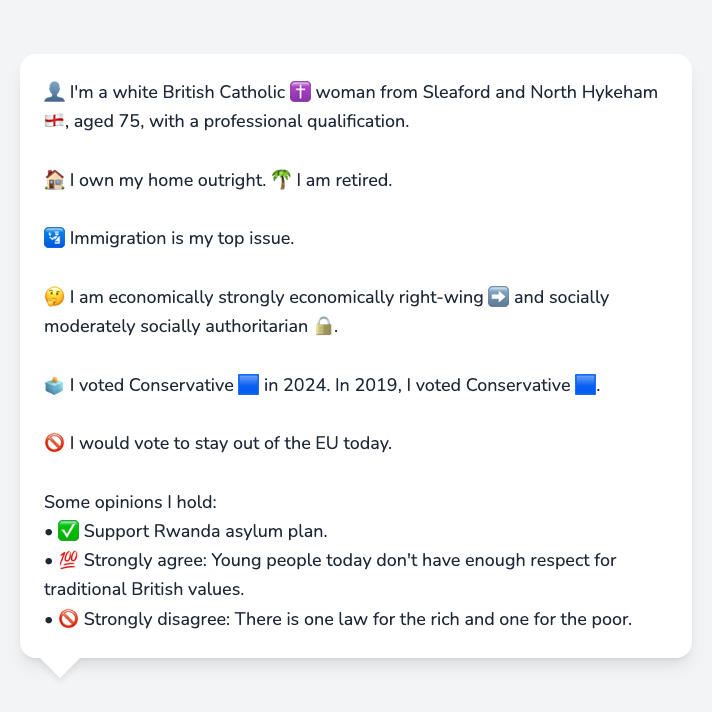 👤 I'm a white British Catholic ✝️ woman from Sleaford and North Hykeham
🏴󠁧󠁢󠁥󠁮󠁧󠁿, aged 75, with a professional qualification.
🏠 I own my home outright. 🌴 I am retired.
🛂 Immigration is my top issue.
🤔 I am economically strongly economically right-wing ➡️ and socially
moderately socially authoritarian 🔒.
🗳️ I voted Conservative 🟦 in 2024. In 2019, I voted Conservative 🟦.
🚫 I would vote to stay out of the EU today.
Some opinions I hold:
• ✅ Support Rwanda asylum plan.
• 💯 Strongly agree: Young people today don't have enough respect for
traditional British values.
• 🚫 Strongly disagree: There is one law for the rich and one for the poor.